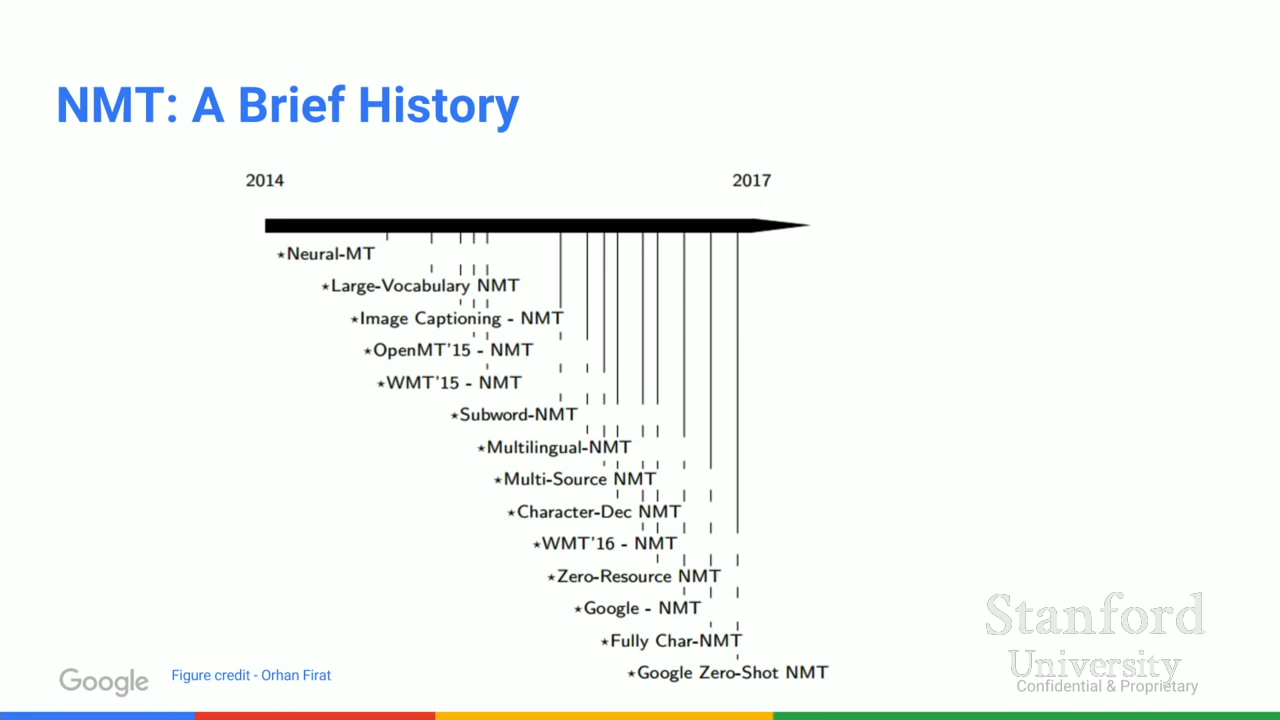 NMT: A Brief History
2014
2017
⋆Neural-MT
⋆Large-Vocabulary NMT
⋆Image Captioning - NMT
⋆OpenMT'15 - NMT
⋆WMT'15 - NMT
⋆Subword-NMT
⋆Multilingual-NMT
⋆Multi-Source NMT
⋆Character-Dec NMT
⋆WMT'16 - NMT
⋆Zero-Resource NMT
⋆Google - NMT
⋆Fully Char-NMT
⋆Google Zero-Shot NMT
Google
Figure credit - Orhan Firat
Stanford
University
Confidential & Proprietary